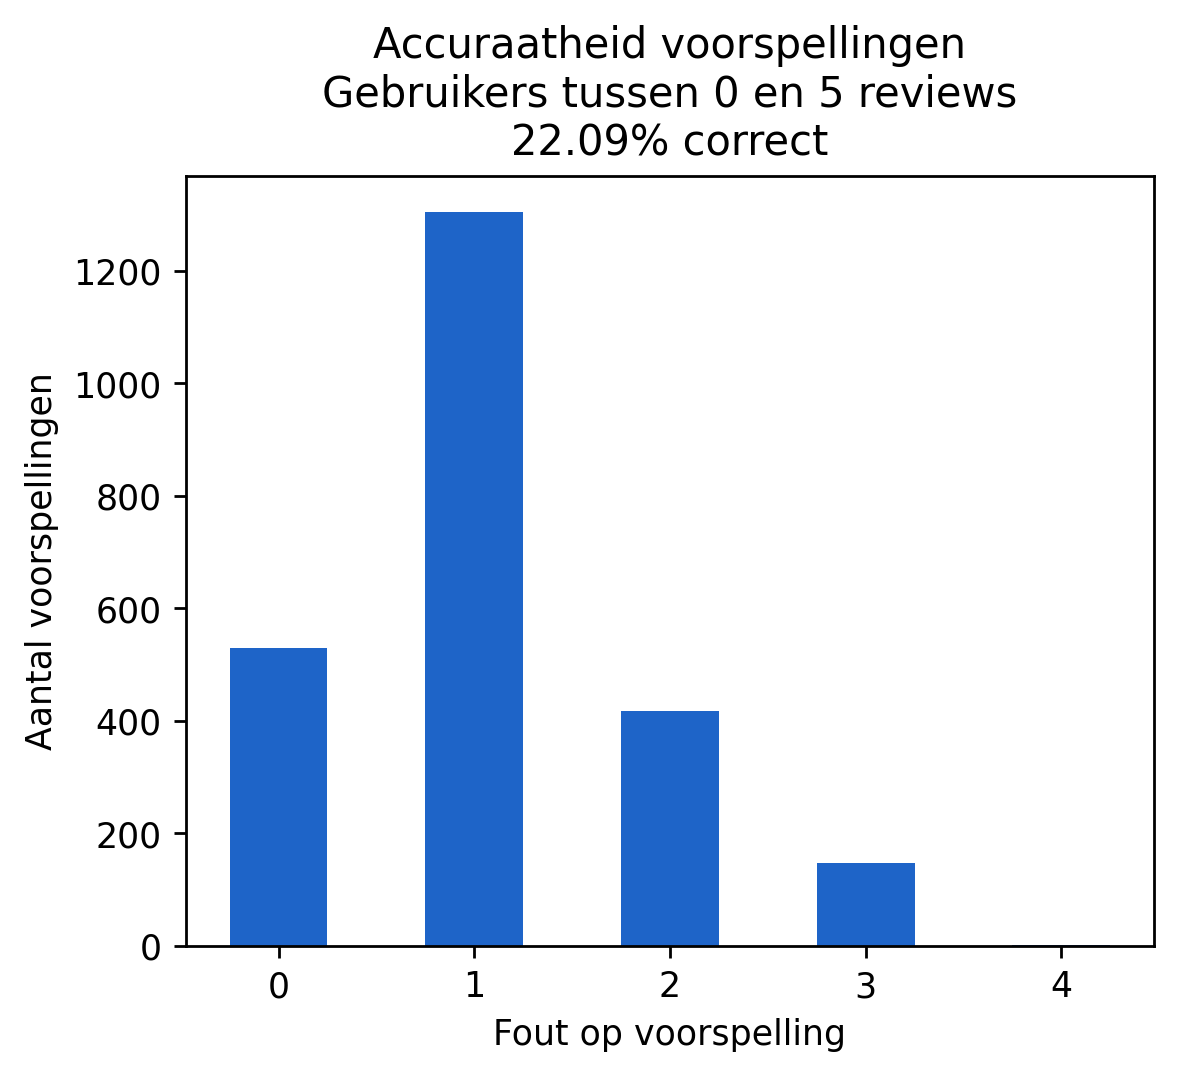 Accuraatheid voorspellingen
Gebruikers tussen 0 en 5 reviews
22.09% correct
Aantal voorspellingen
1200
1000
800
600
400
200
0
0 1 2 3 4
Fout op voorspelling